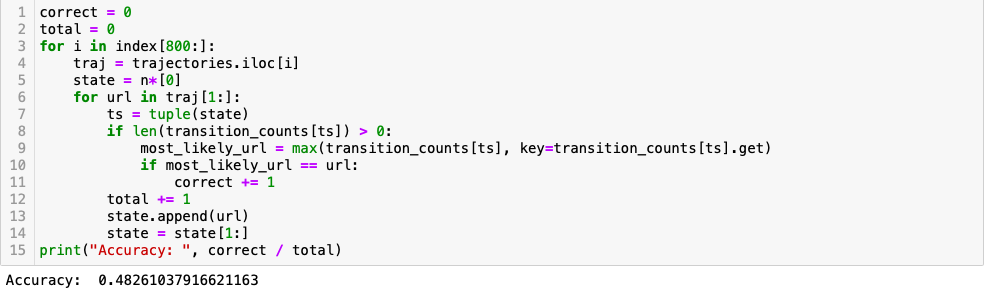 1 correct = 0
2 total = 0
3 for i in index[800:]:
4     traj = trajectories.iloc[i]
5     state = n*[0]
6     for url in traj[1:]:
7         ts = tuple(state)
8         if len(transition_counts[ts]) > 0:
9             most_likely_url = max(transition_counts[ts], key=transition_counts[ts].get)
10             if most_likely_url == url:
11                 correct += 1
12         total += 1
13         state.append(url)
14         state = state[1:]
15 print("Accuracy: ", correct / total)
Accuracy:  0.48261037916621163